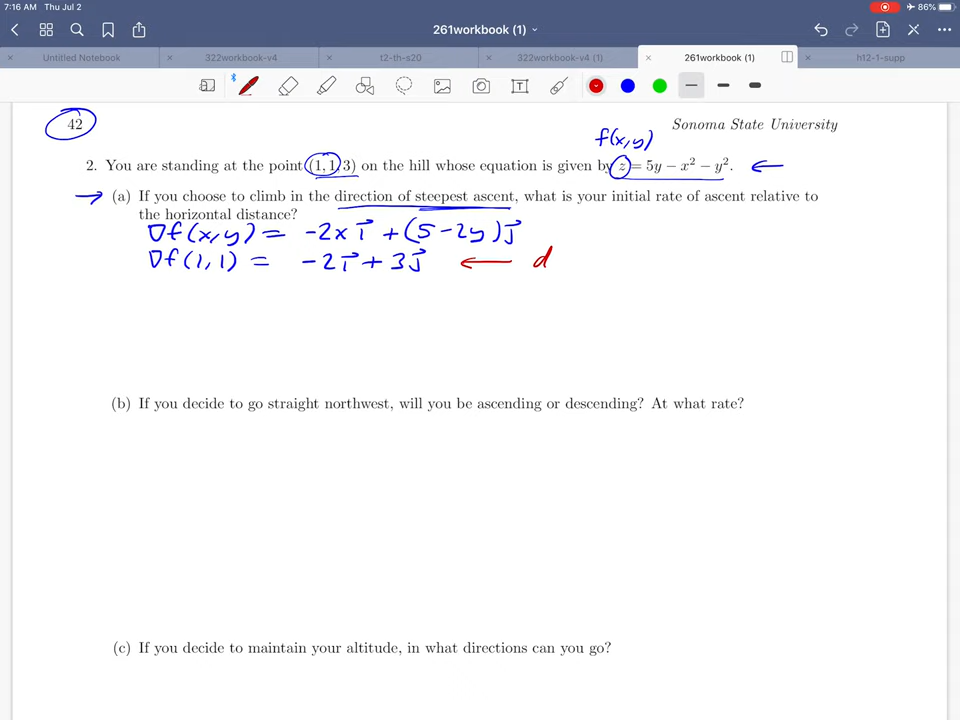 7:16 AM Thu Jul 2
86%
261workbook (1)
Untitled Notebook
322workbook-v4
t2-th-s20
322workbook-v4 (1)
261workbook (1)
h12-1-supp
42
Sonoma State University
f(x,y)
2. You are standing at the point (1, 1, 3) on the hill whose equation is given by z = 5y − x² − y².
(a) If you choose to climb in the direction of steepest ascent, what is your initial rate of ascent relative to
the horizontal distance?
∇f(x,y) = -2x i⃗ + (5-2y) j⃗
∇f(1,1) = -2 i⃗ + 3 j⃗ ← d
(b) If you decide to go straight northwest, will you be ascending or descending? At what rate?
(c) If you decide to maintain your altitude, in what directions can you go?